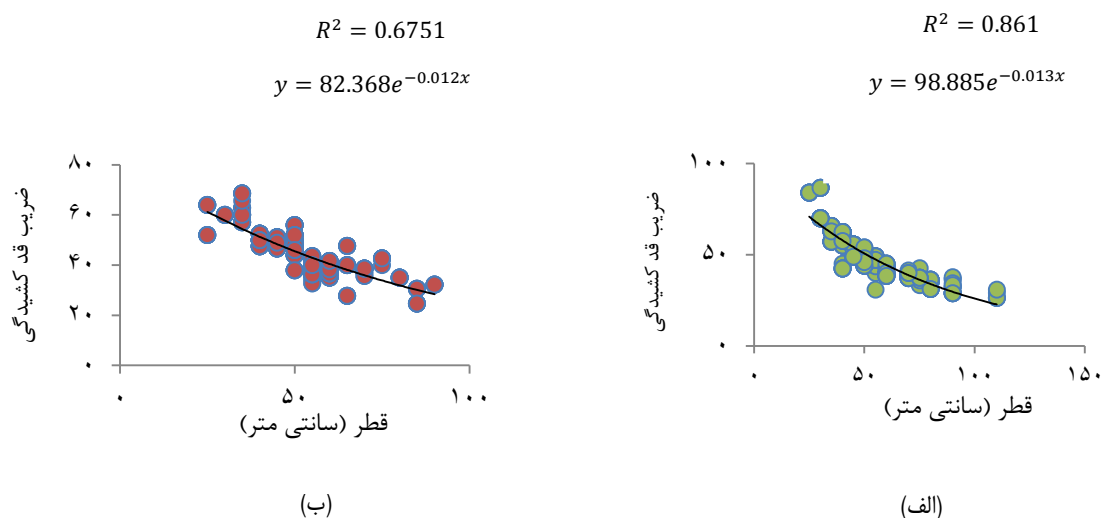 R² = 0.861
y = 98.885e^{-0.013x}
ضریب قد کشیدگی
۱۰۰
۵۰
۰
۰ ۵۰ ۱۰۰ ۱۵۰
قطر (سانتی متر)
(الف)
R² = 0.6751
y = 82.368e^{-0.012x}
ضریب قد کشیدگی
۸۰
۶۰
۴۰
۲۰
۰
۰ ۵۰ ۱۰۰
قطر (سانتی متر)
(ب)